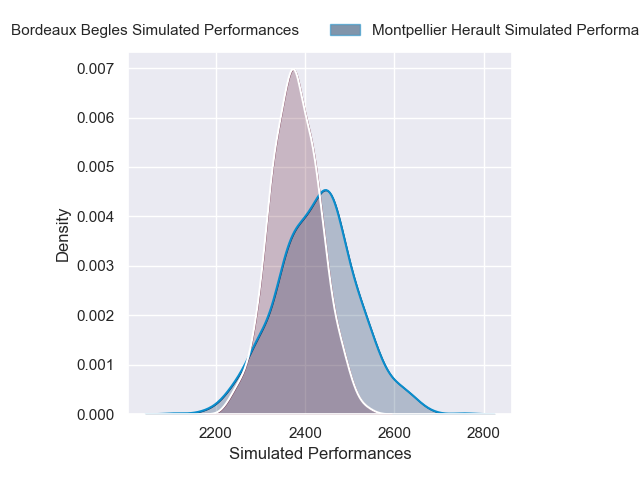 Bordeaux Begles Simulated Performances Montpellier Herault Simulated Performa
0.007
0.006
0.005
0.004
0.003
0.002
0.001
0.000
Density
2200 2400 2600 2800
Simulated Performances